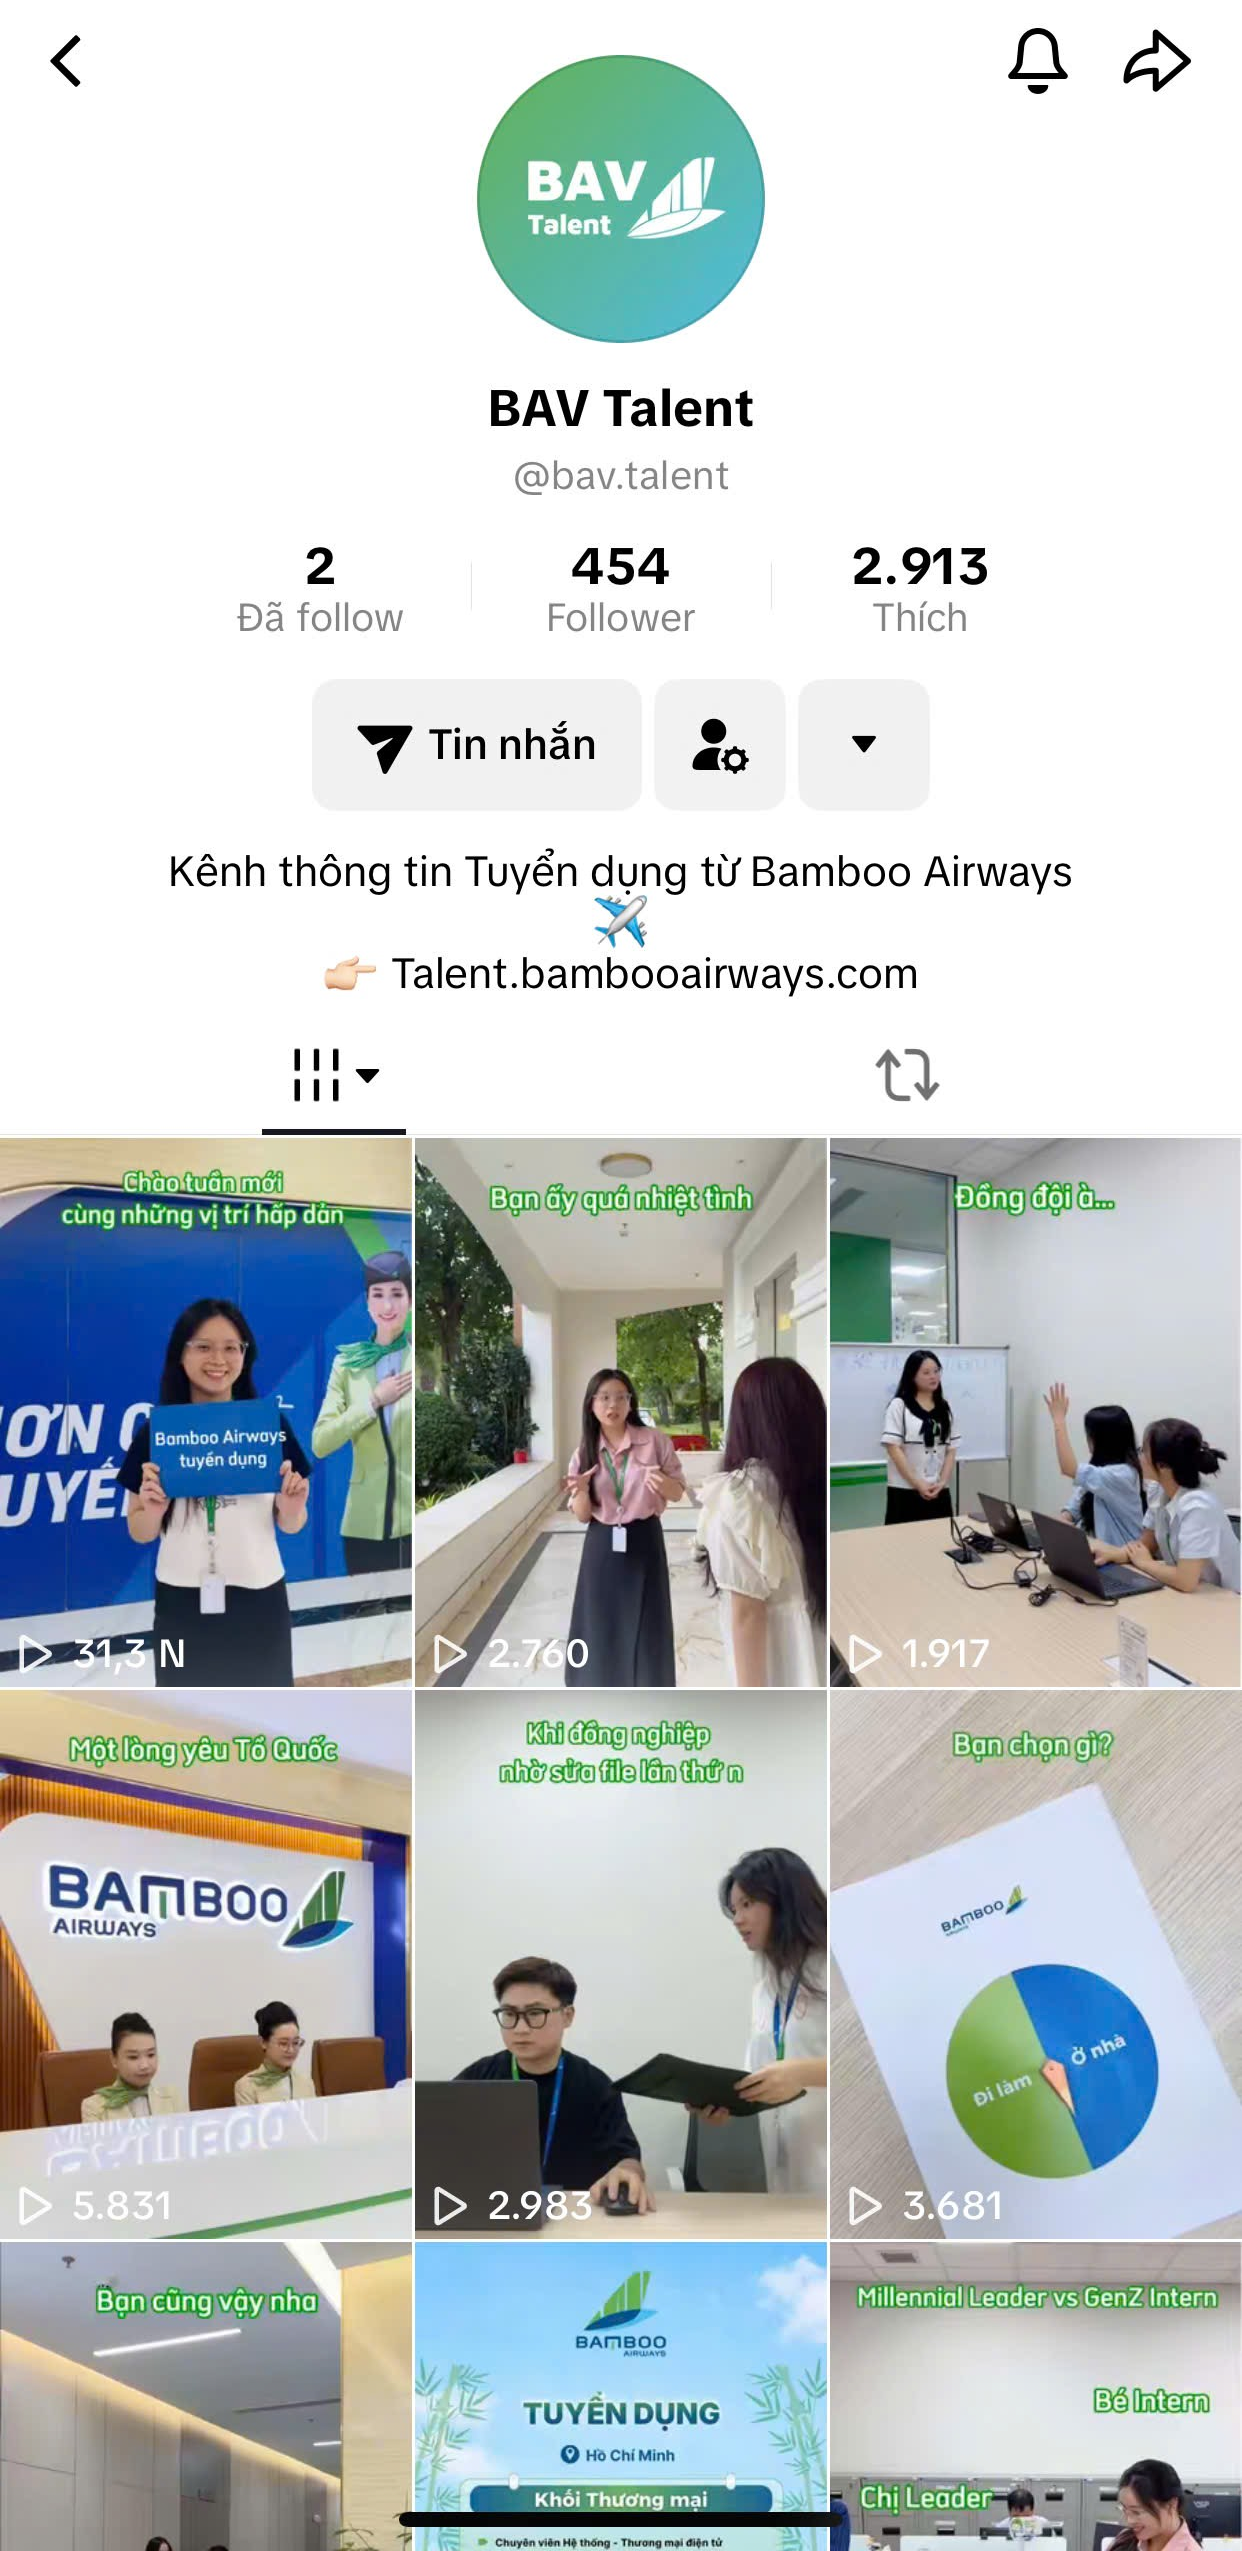 BAV
Talent
BAV Talent
@bav.talent
2
Đã follow
454
Follower
2.913
Thích
Tin nhắn
Kênh thông tin Tuyển dụng từ Bamboo Airways
✈️
👉🏻 Talent.bambooairways.com
Chào tuần mới
cùng những vị trí hấp dẫn
ƠN
UYẾ
Bamboo Airways
tuyển dụng
31,3 N
Bạn ấy quá nhiệt tình
2.760
Đồng đội à...
1.917
Một lòng yêu Tổ Quốc
BAMBOO
AIRWAYS
5.831
Khi đồng nghiệp
nhờ sửa file lần thứ n
2.983
Bạn chọn gì?
BAMBOO
Ở nhà
Đi làm
3.681
Bạn cũng vậy nha
BAMBOO
AIRWAYS
TUYỂN DỤNG
Hồ Chí Minh
Khối Thương mại
Chuyên viên Hệ thống - Thương mại điện tử
Millennial Leader vs GenZ Intern
Bé Intern
Chị Leader